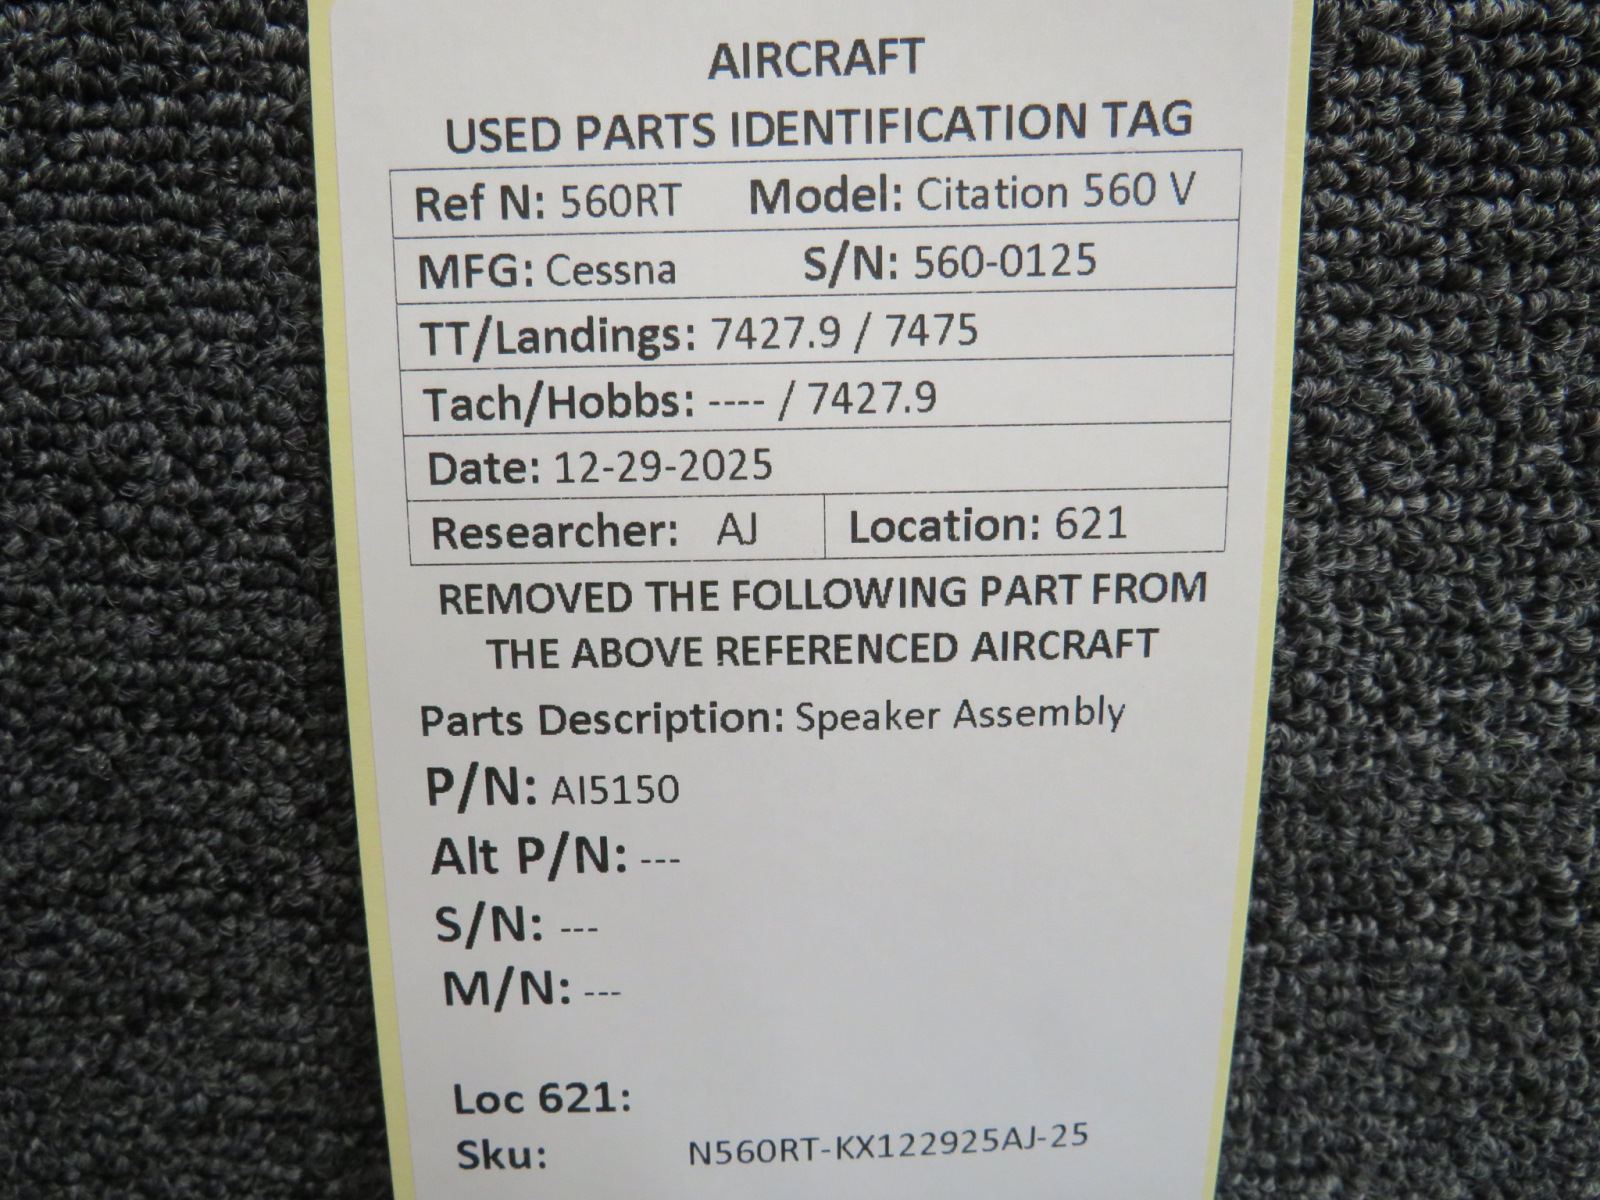 AIRCRAFT
USED PARTS IDENTIFICATION TAG
Ref N: 560RT Model: Citation 560 V
MFG: Cessna S/N: 560-0125
TT/Landings: 7427.9 / 7475
Tach/Hobbs: ---- / 7427.9
Date: 12-29-2025
Researcher: AJ Location: 621
REMOVED THE FOLLOWING PART FROM
THE ABOVE REFERENCED AIRCRAFT
Parts Description: Speaker Assembly
P/N: AI5150
Alt P/N: ---
S/N: ---
M/N: ---
Loc 621:
Sku: N560RT-KX122925AJ-25